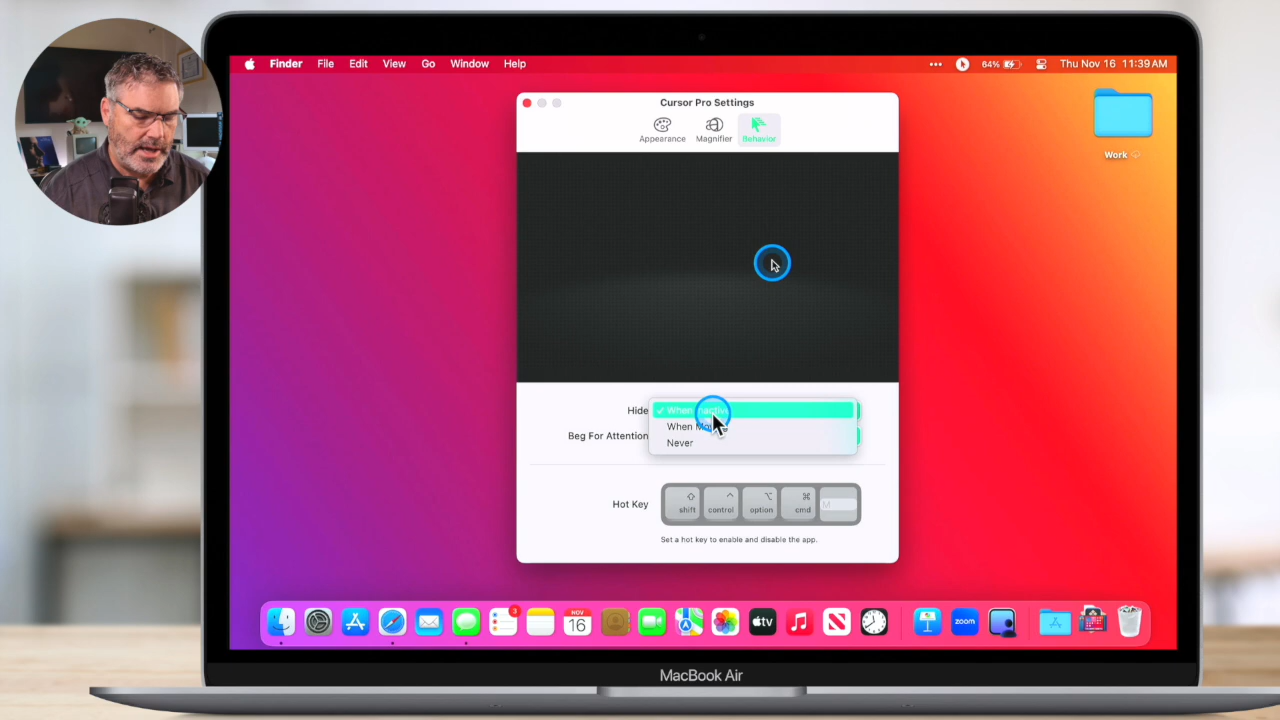 Finder File Edit View Go Window Help
64% Thu Nov 16 11:39 AM
Cursor Pro Settings
Appearance Magnifier Behavior
Work
Hide ✓ When
When
Never
Beg For Attention
Hot Key
shift control option cmd M
Set a hot key to enable and disable the app.
3
NOV
16
tv
zoom
MacBook Air